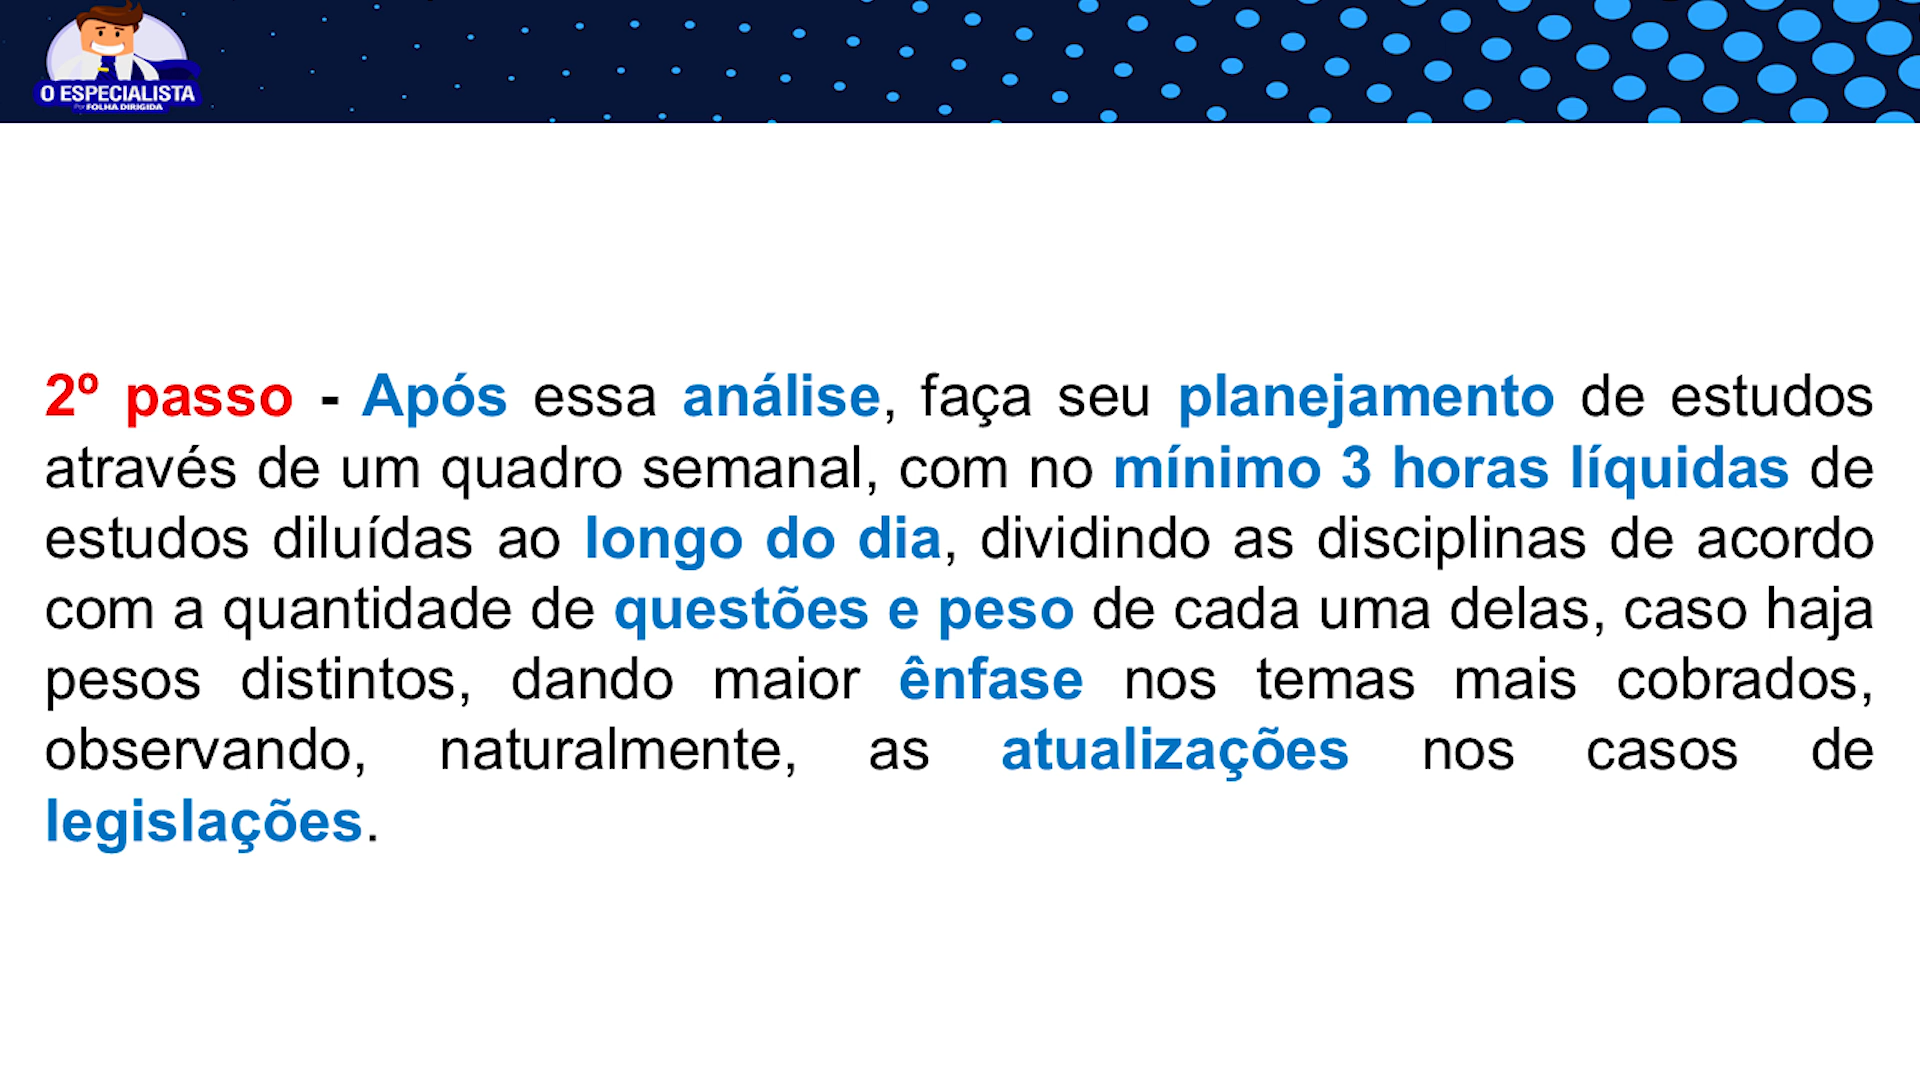 O ESPECIALISTA
Por FOLHA DIRIGIDA
2º passo - Após essa análise, faça seu planejamento de estudos
através de um quadro semanal, com no mínimo 3 horas líquidas de
estudos diluídas ao longo do dia, dividindo as disciplinas de acordo
com a quantidade de questões e peso de cada uma delas, caso haja
pesos distintos, dando maior ênfase nos temas mais cobrados,
observando, naturalmente, as atualizações nos casos de
legislações.